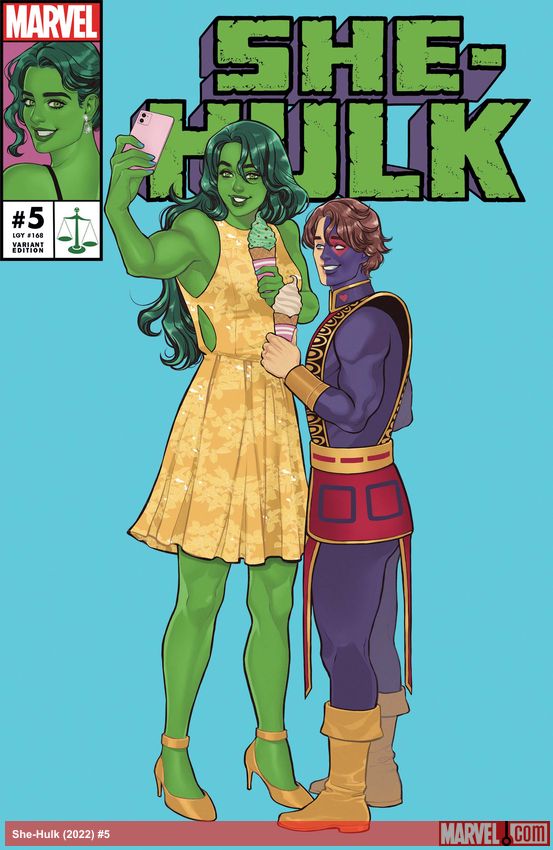 MARVEL
SHE-
HULK
#5
LGY #168
VARIANT
EDITION
She-Hulk (2022) #5
MARVEL.com